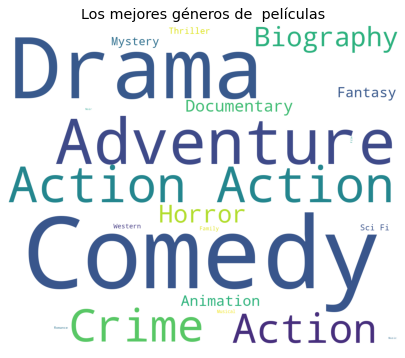 Los mejores géneros de  películas
Thriller
Biography
Mystery
Drama
Fantasy
Documentary
Adventure
Action Action
Horror
Western
Family
Sci Fi
Comedy
Animation
Crime
Action